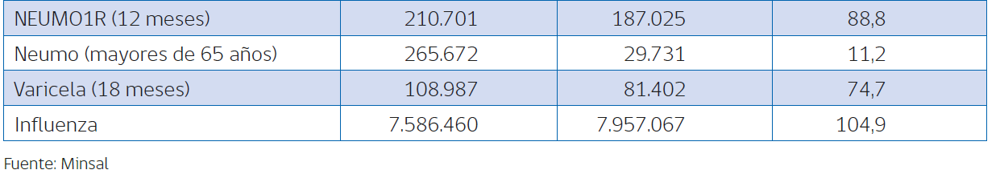 NEUMO1R (12 meses) 210.701 187.025 88,8
Neumo (mayores de 65 años) 265.672 29.731 11,2
Varicela (18 meses) 108.987 81.402 74,7
Influenza 7.586.460 7.957.067 104,9
Fuente: Minsal